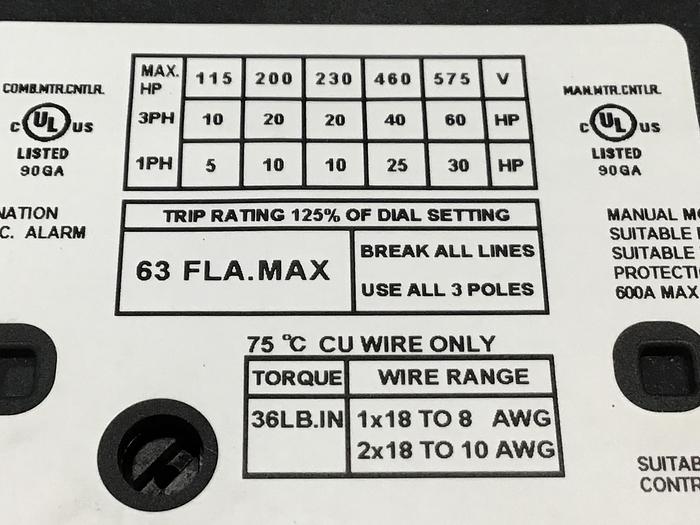 COMB.MTR.CNTLR.
C UL US
LISTED
90GA
MAX. HP 115 200 230 460 575 V
3PH 10 20 20 40 60 HP
1PH 5 10 10 25 30 HP
MAN.MTR.CNTLR.
C UL US
LISTED
90GA
NATION
C. ALARM
TRIP RATING 125% OF DIAL SETTING
63 FLA.MAX
BREAK ALL LINES
USE ALL 3 POLES
MANUAL M
SUITABLE
SUITABLE
PROTECTI
600A MAX
75 °C CU WIRE ONLY
TORQUE WIRE RANGE
36LB.IN 1x18 TO 8 AWG
2x18 TO 10 AWG
SUITAB
CONTR